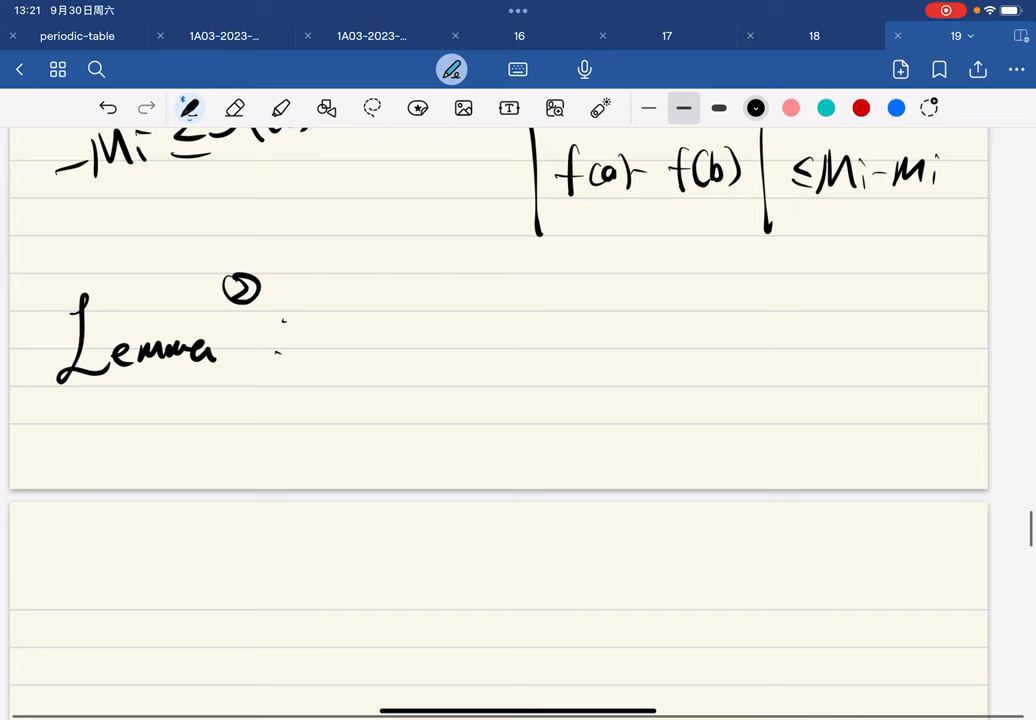 13:21 9月30日周六
periodic-table 1A03-2023-... 1A03-2023-... 16 17 18 19
|f(a) - f(b)| ≤ Mi - mi
Lemma ② :